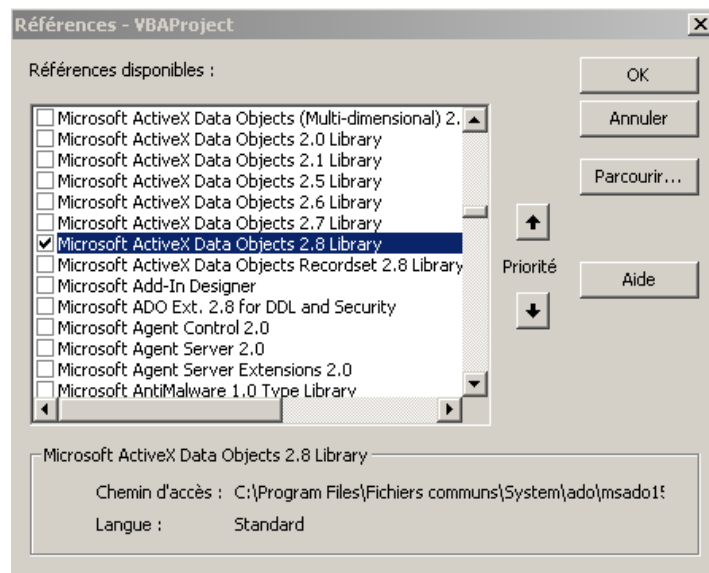 Références - VBAProject
Références disponibles :
OK
Annuler
Parcourir...
Aide
Microsoft ActiveX Data Objects (Multi-dimensional) 2.
Microsoft ActiveX Data Objects 2.0 Library
Microsoft ActiveX Data Objects 2.1 Library
Microsoft ActiveX Data Objects 2.5 Library
Microsoft ActiveX Data Objects 2.6 Library
Microsoft ActiveX Data Objects 2.7 Library
Microsoft ActiveX Data Objects 2.8 Library
Microsoft ActiveX Data Objects Recordset 2.8 Library
Microsoft Add-In Designer
Microsoft ADO Ext. 2.8 for DDL and Security
Microsoft Agent Control 2.0
Microsoft Agent Server 2.0
Microsoft Agent Server Extensions 2.0
Microsoft AntiMalware 1.0 Type Library
Priorité
Microsoft ActiveX Data Objects 2.8 Library
Chemin d'accès : C:\Program Files\Fichiers communs\System\ado\msado15
Langue : Standard